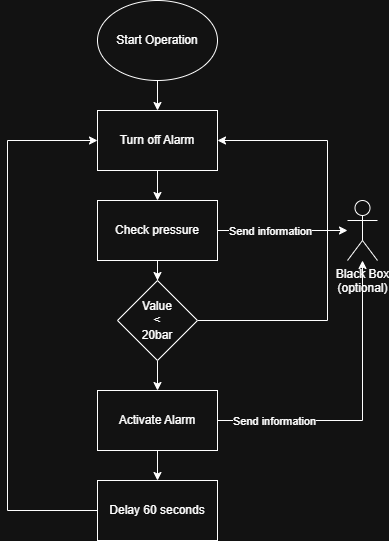 Start Operation
Turn off Alarm
Check pressure
Send information
Black Box
(optional)
Value
<
20bar
Activate Alarm
Send information
Delay 60 seconds